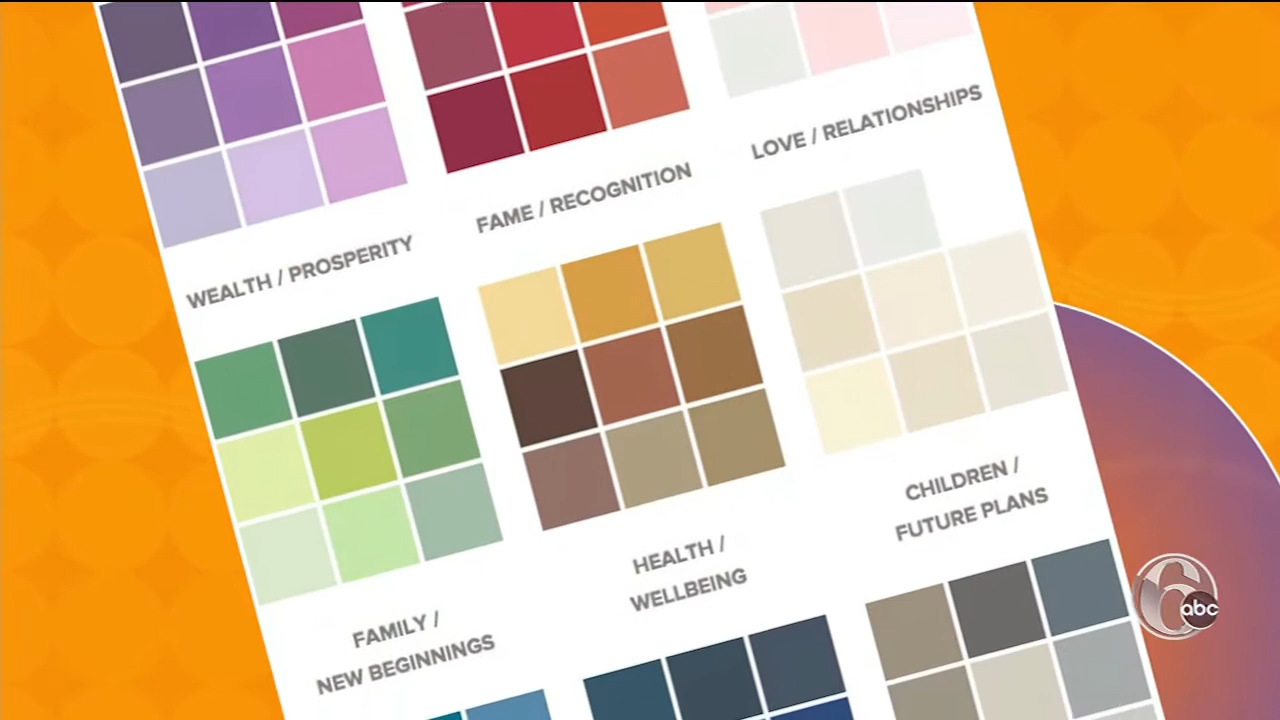 LOVE / RELATIONSHIPS
FAME / RECOGNITION
WEALTH / PROSPERITY
CHILDREN /
FUTURE PLANS
HEALTH /
WELLBEING
FAMILY /
NEW BEGINNINGS
6
abc